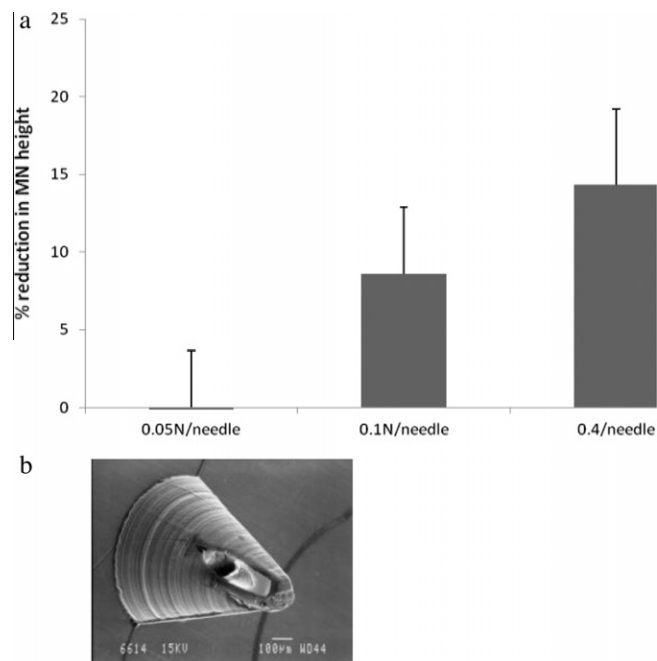 a
% reduction in MN height
25
20
15
10
5
0
0.05N/needle
0.1N/needle
0.4/needle
b
6614 15KV 100μm WD44